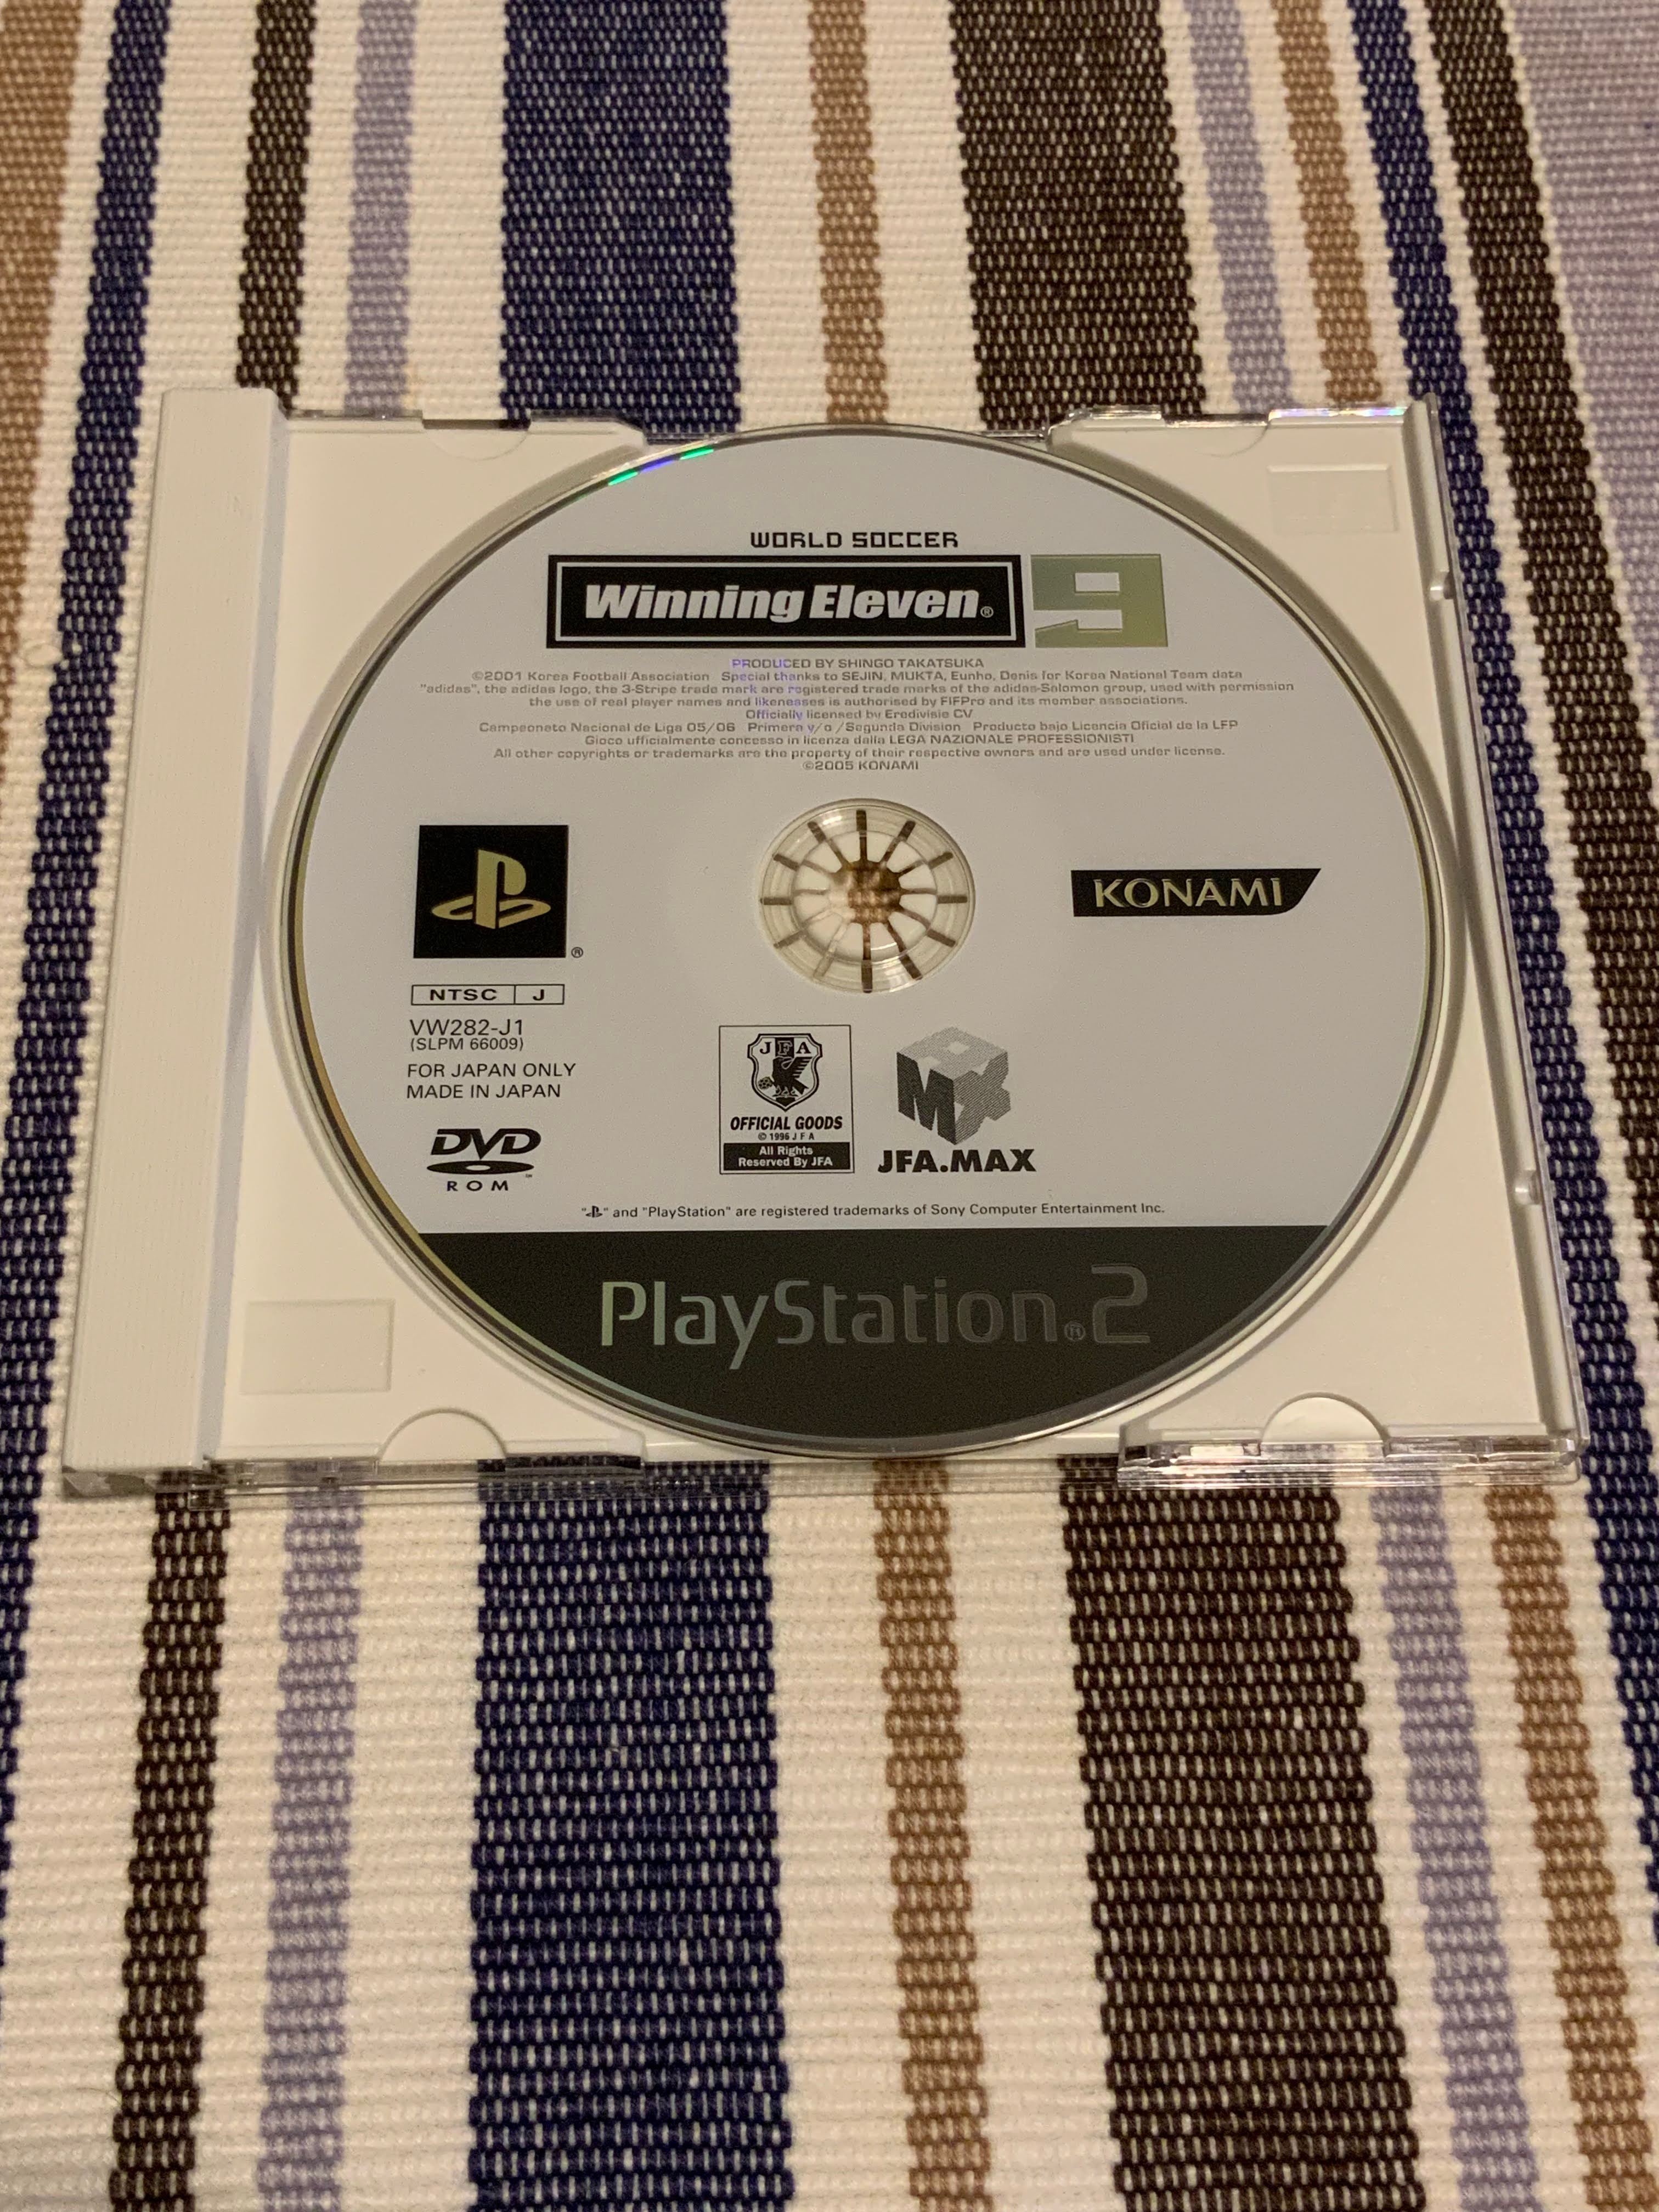 WORLD SOCCER
Winning Eleven® 9
PRODUCED BY SHINGO TAKATSUKA
©2001 Korea Football Association Special thanks to SEJIN, MUKTA, Eunho, Denis for Korea National Team data
"adidas", the adidas logo, the 3-Stripe trade mark are registered trade marks of the adidas-Salomon group, used with permission
the use of real player names and likenesses is authorised by FIFPro and its member associations.
Officially licensed by Eredivisie CV
Campeonato Nacional de Liga 05/06 Primera y/o /Segunda Division Producto bajo Licencia Oficial de la LFP
Gioco ufficialmente concesso in licenza dalla LEGA NAZIONALE PROFESSIONISTI
All other copyrights or trademarks are the property of their respective owners and are used under license.
©2005 KONAMI
®
KONAMI
NTSC J
VW282-J1
(SLPM 66009)
FOR JAPAN ONLY
MADE IN JAPAN
DVD
ROM
JFA
OFFICIAL GOODS
© 1996 J F A
All Rights
Reserved By JFA
MAX
JFA.MAX
"PS" and "PlayStation" are registered trademarks of Sony Computer Entertainment Inc.
PlayStation®2